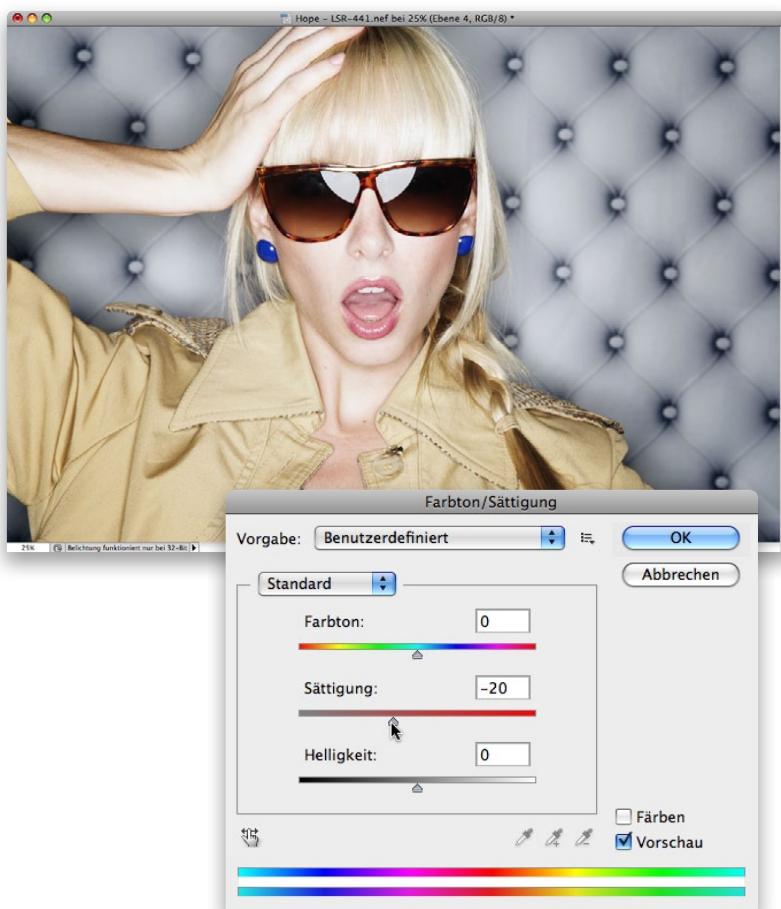 Hope - LSR-441.nef bei 25% (Ebene 4, RGB/8) *
25% Belichtung funktioniert nur bei 32-Bit
Farbton/Sättigung
Vorgabe: Benutzerdefiniert OK
Abbrechen
Standard
Farbton: 0
Sättigung: -20
Helligkeit: 0
Färben
Vorschau